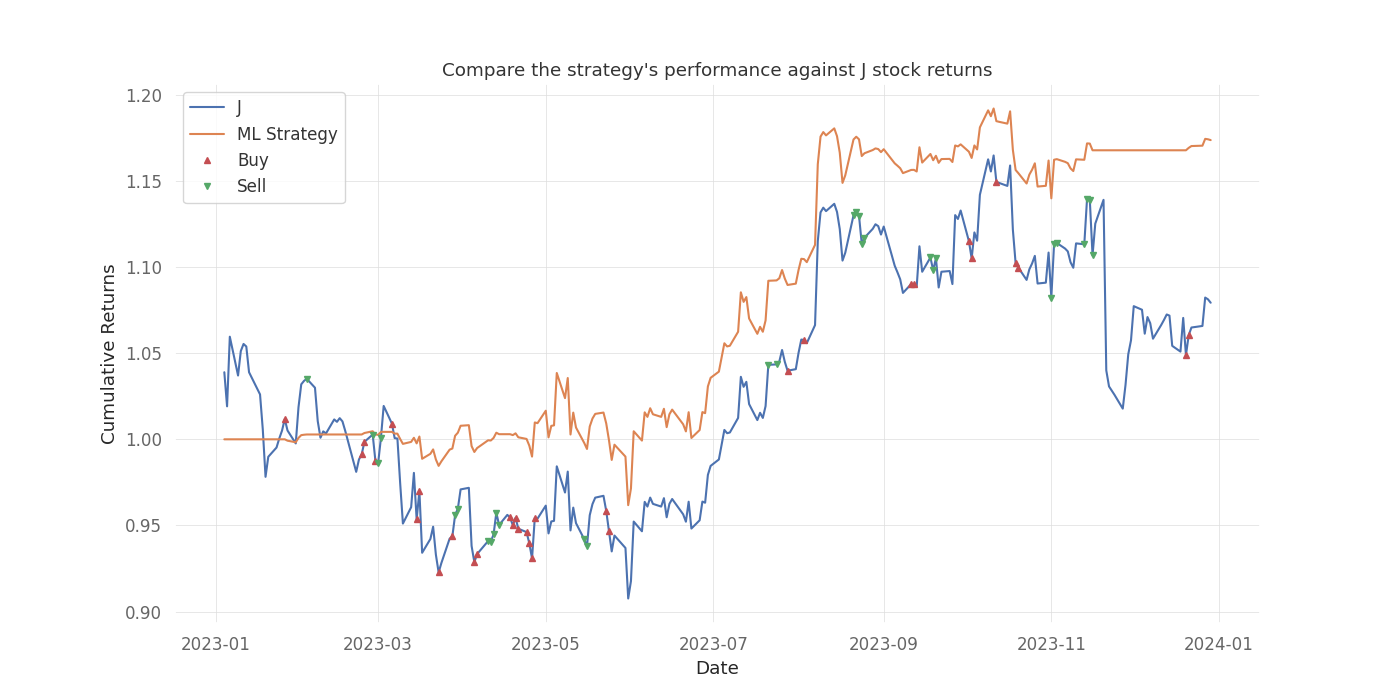 Compare the strategy's performance against J stock returns
J
ML Strategy
Buy
Sell
Cumulative Returns
1.20
1.15
1.10
1.05
1.00
0.95
0.90
2023-01 2023-03 2023-05 2023-07 2023-09 2023-11 2024-01
Date